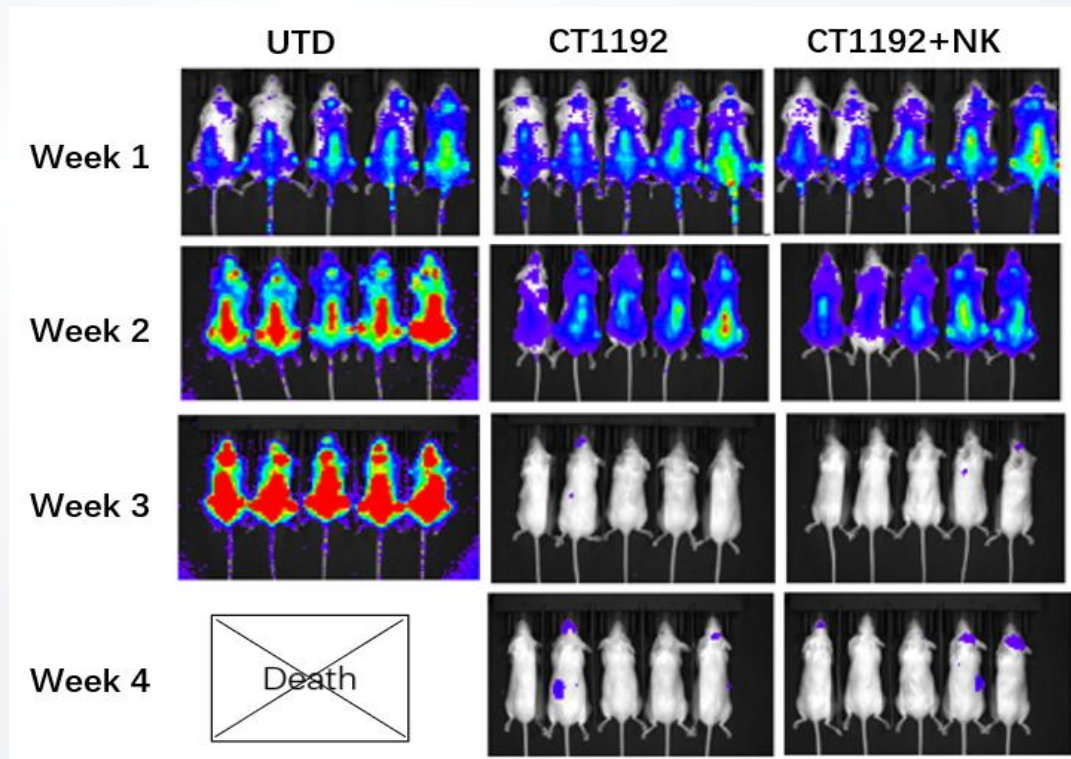 UTD CT1192 CT1192+NK
Week 1
Week 2
Week 3
Week 4
Death